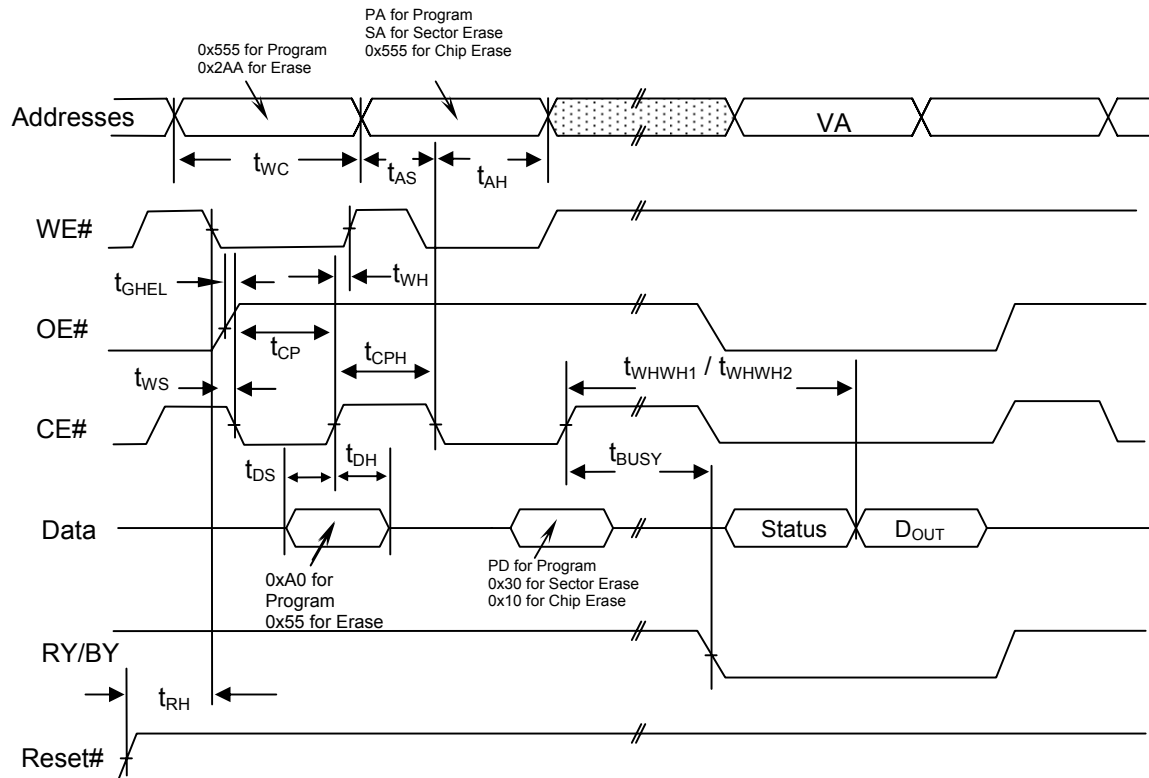 PA for Program
SA for Sector Erase
0x555 for Chip Erase
0x555 for Program
0x2AA for Erase
Addresses
VA
tWC
tAS
tAH
WE#
tGHEL
tWH
OE#
tCP
tCPH
tWHWH1 / tWHWH2
tWS
CE#
tDS
tDH
tBUSY
Data
Status
DOUT
0xA0 for
Program
0x55 for Erase
PD for Program
0x30 for Sector Erase
0x10 for Chip Erase
RY/BY
tRH
Reset#